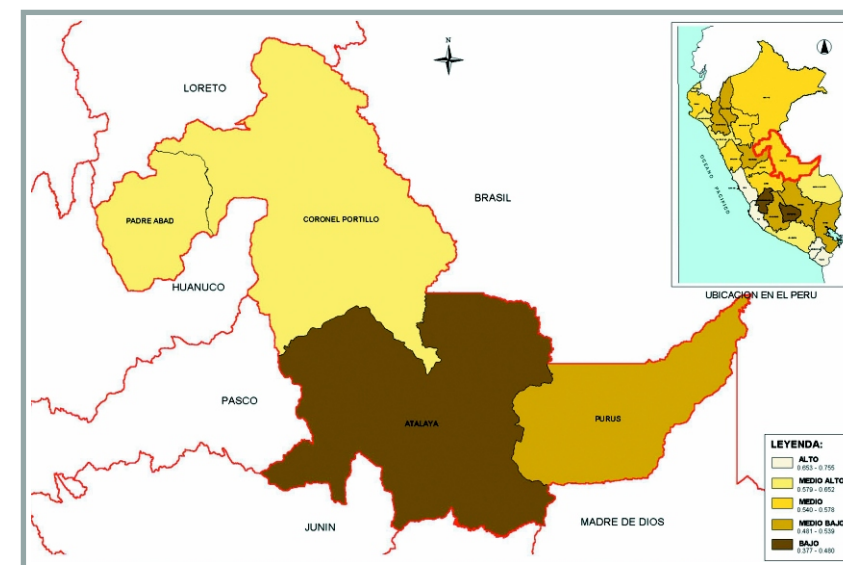 N
LORETO
BRASIL
PADRE ABAD
CORONEL PORTILLO
HUANUCO
PASCO
ATALAYA
PURUS
JUNIN
MADRE DE DIOS
OCEANO PACIFICO
UBICACION EN EL PERU
LEYENDA:
ALTO
0.653 - 0.755
MEDIO ALTO
0.579 - 0.652
MEDIO
0.540 - 0.578
MEDIO BAJO
0.481 - 0.539
BAJO
0.377 - 0.480